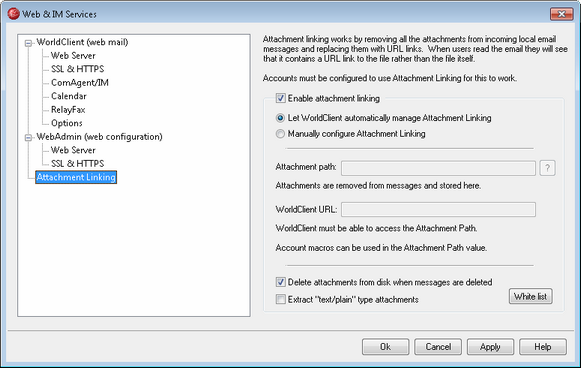 Web & IM Services
WorldClient (web mail)
Web Server
SSL & HTTPS
ComAgent/IM
Calendar
RelayFax
Options
WebAdmin (web configuration)
Web Server
SSL & HTTPS
Attachment Linking
Attachment linking works by removing all the attachments from incoming local email
messages and replacing them with URL links. When users read the email they will see
that it contains a URL link to the file rather than the file itself.
Accounts must be configured to use Attachment Linking for this to work.
Enable attachment linking
Let WorldClient automatically manage Attachment Linking
Manually configure Attachment Linking
Attachment path:
?
Attachments are removed from messages and stored here.
WorldClient URL:
WorldClient must be able to access the Attachment Path.
Account macros can be used in the Attachment Path value.
Delete attachments from disk when messages are deleted
Extract "text/plain" type attachments
White list
Ok
Cancel
Apply
Help